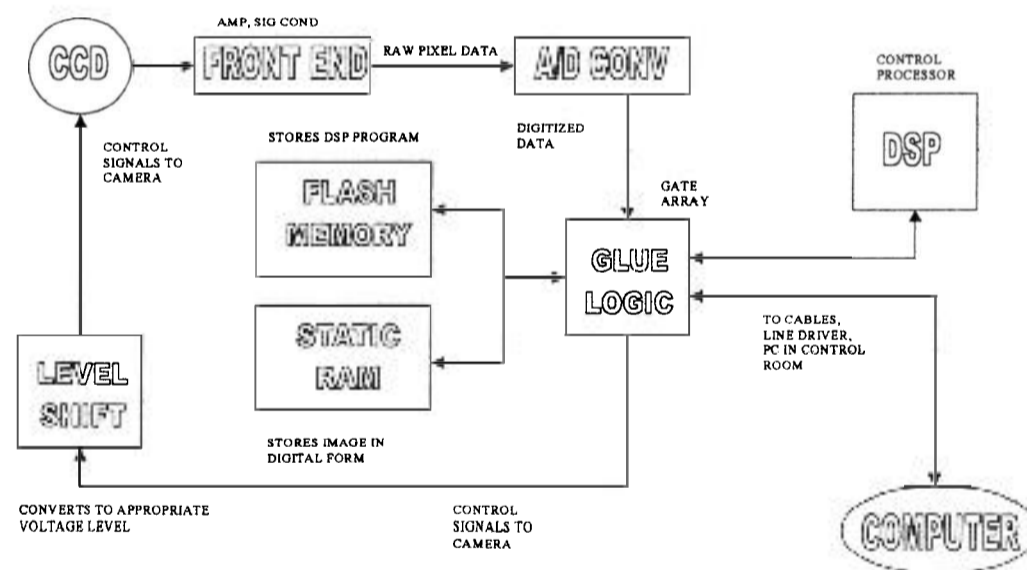 AMP, SIG COND
CCD
FRONT END
RAW PIXEL DATA
A/D CONV
CONTROL
PROCESSOR
DSP
CONTROL
SIGNALS TO
CAMERA
STORES DSP PROGRAM
DIGITIZED
DATA
FLASH
MEMORY
GATE
ARRAY
GLUE
LOGIC
STATIC
RAM
TO CABLES,
LINE DRIVER,
PC IN CONTROL
ROOM
LEVEL
SHIFT
STORES IMAGE IN
DIGITAL FORM
CONVERTS TO APPROPRIATE
VOLTAGE LEVEL
CONTROL
SIGNALS TO
CAMERA
COMPUTER